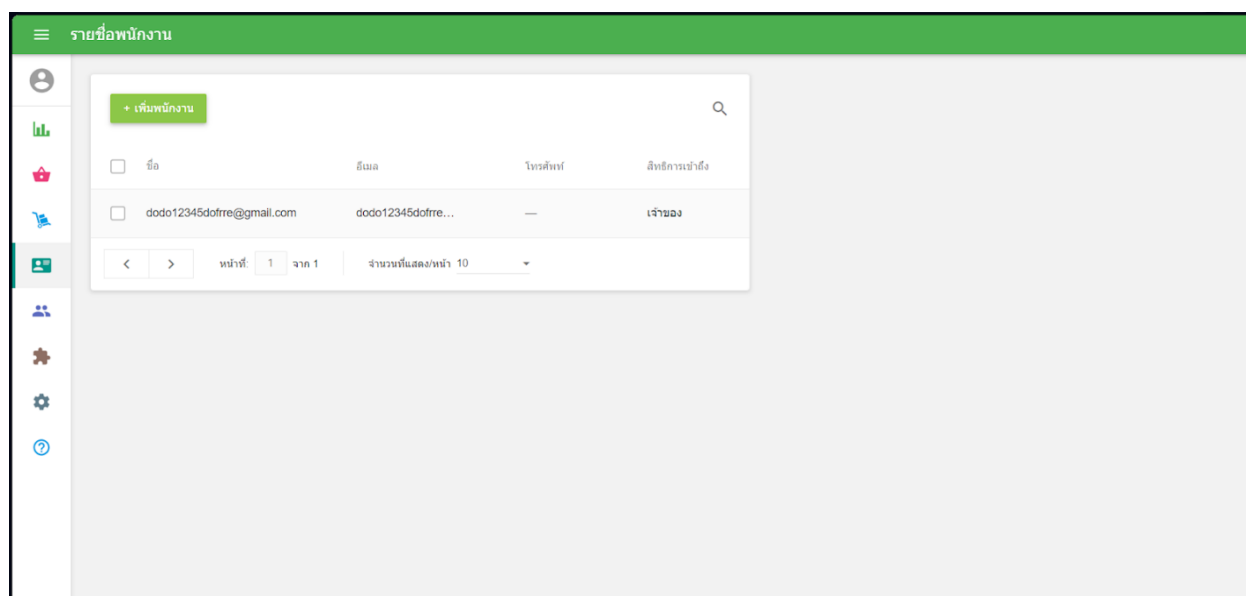 รายชื่อพนักงาน
+ เพิ่มพนักงาน
ชื่อ อีเมล โทรศัพท์ สิทธิการเข้าถึง
dodo12345dofrre@gmail.com dodo12345dofrre... — เจ้าของ
หน้าที่: 1 จาก 1 จำนวนที่แสดง/หน้า 10